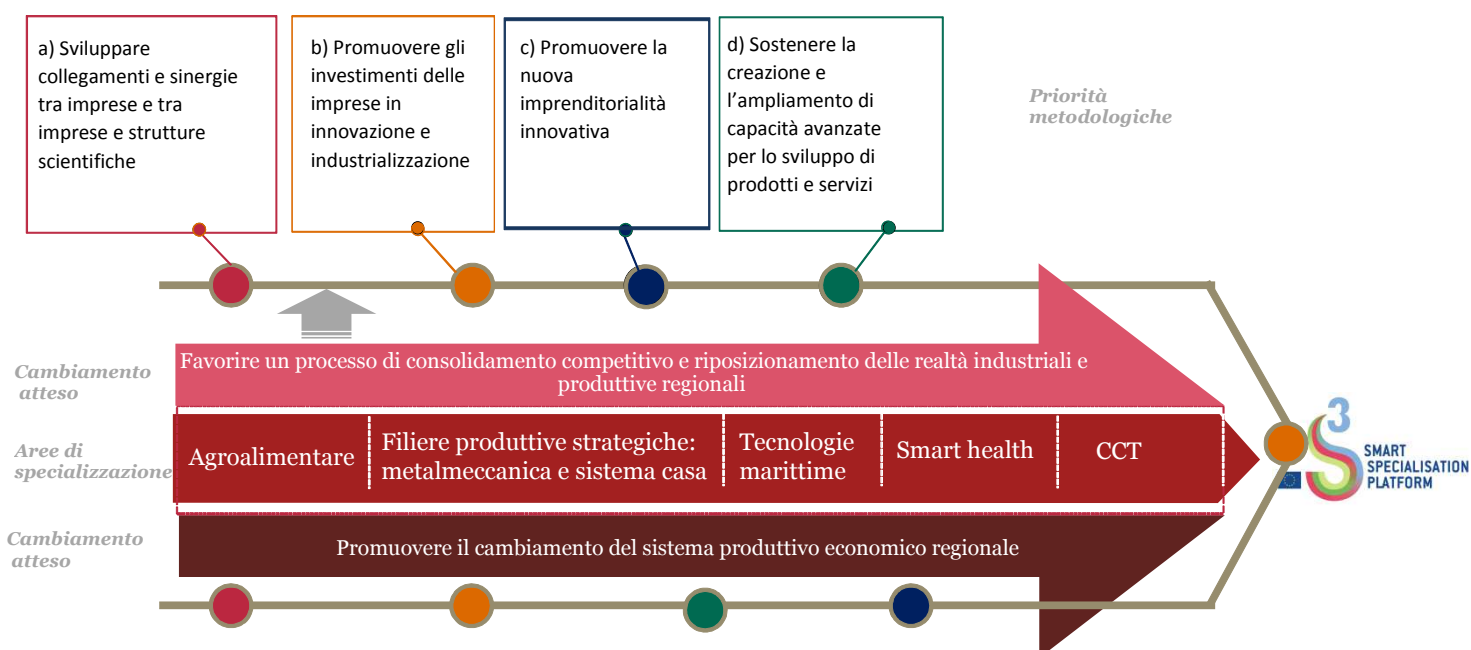 a) Sviluppare
collegamenti e sinergie
tra imprese e tra
imprese e strutture
scientifiche
b) Promuovere gli
investimenti delle
imprese in
innovazione e
industrializzazione
c) Promuovere la
nuova
imprenditorialità
innovativa
d) Sostenere la
creazione e
l’ampliamento di
capacità avanzate
per lo sviluppo di
prodotti e servizi
Priorità
metodologiche
Cambiamento
atteso
Favorire un processo di consolidamento competitivo e riposizionamento delle realtà industriali e
produttive regionali
Aree di
specializzazione
Agroalimentare
Filiere produttive strategiche:
metalmeccanica e sistema casa
Tecnologie
marittime
Smart health
CCT
3
SMART
SPECIALISATION
PLATFORM
Cambiamento
atteso
Promuovere il cambiamento del sistema produttivo economico regionale